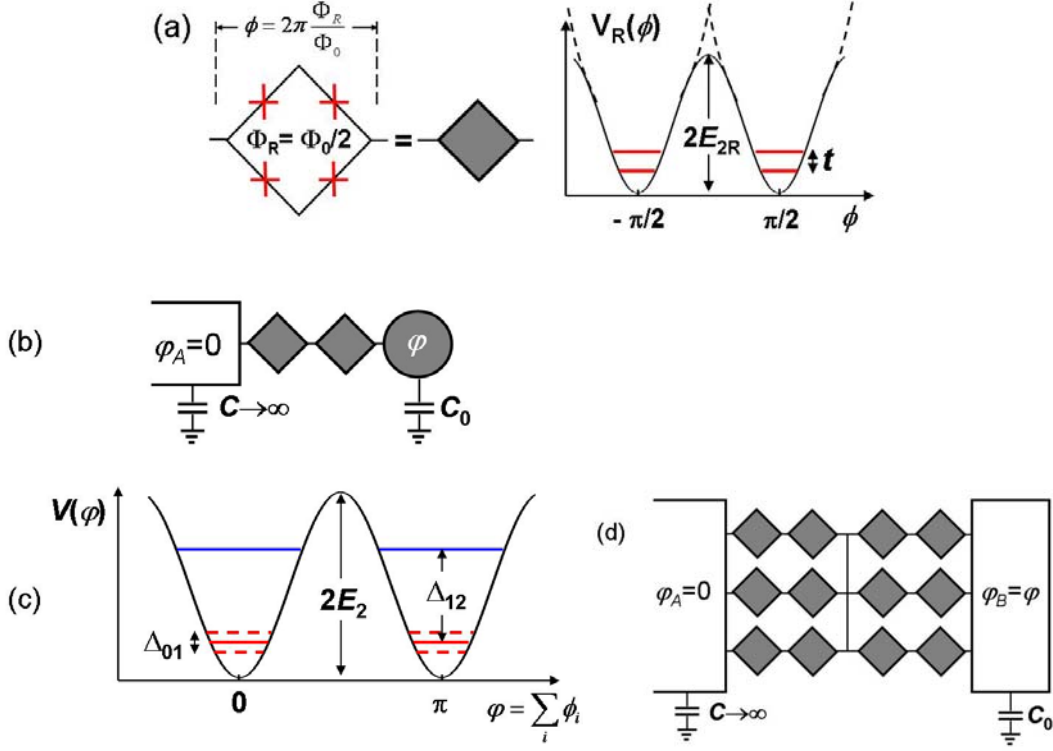 (a)
ϕ = 2π Φ_R / Φ_0
Φ_R = Φ_0/2
=
V_R(ϕ)
2E_2R
t
- π/2
π/2
ϕ
(b)
φ_A=0
φ
C→∞
C_0
(c)
V(φ)
Δ_01
2E_2
Δ_12
0
π
φ = ∑_i ϕ_i
(d)
φ_A=0
φ_B=φ
C→∞
C_0